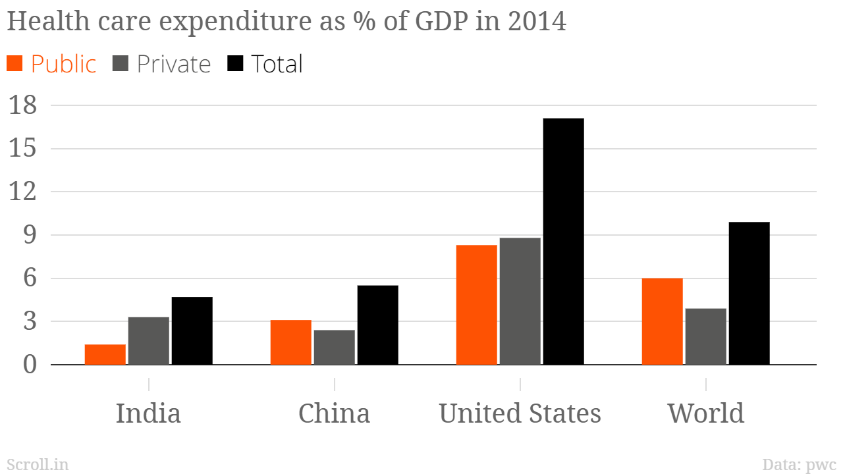 Health care expenditure as % of GDP in 2014
Public Private Total
18
15
12
9
6
3
0
India China United States World
Scroll.in Data: pwc